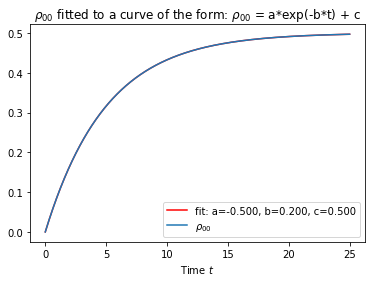 ρ₀₀ fitted to a curve of the form: ρ₀₀ = a*exp(-b*t) + c
0.5
0.4
0.3
0.2
0.1
0.0
fit: a=-0.500, b=0.200, c=0.500
ρ₀₀
0 5 10 15 20 25
Time t